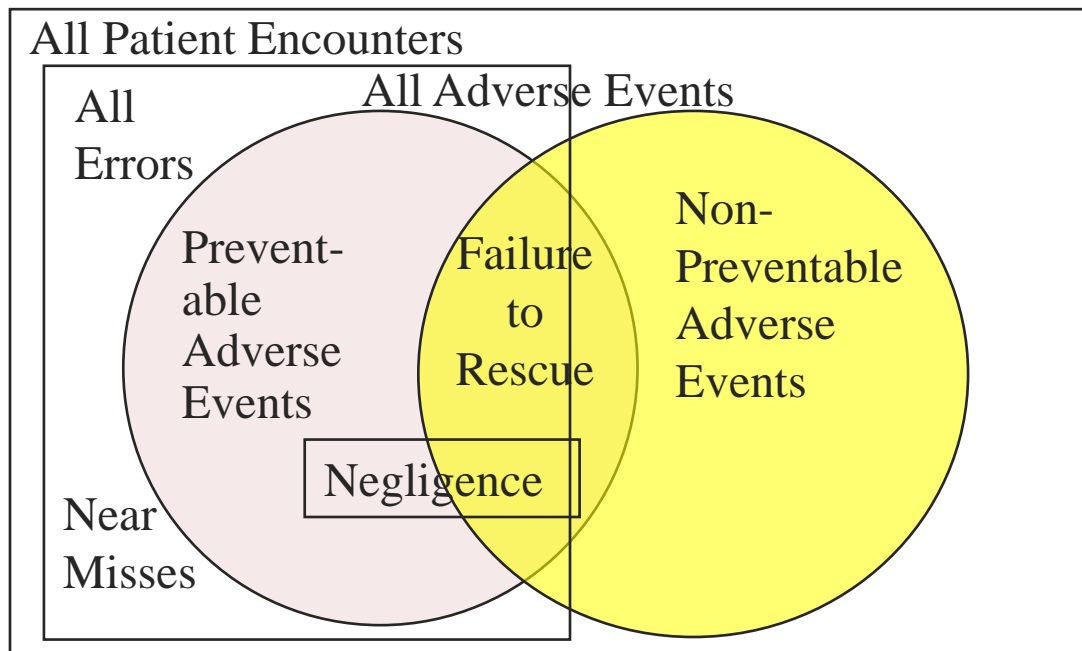 All Patient Encounters
All Adverse Events
All
Errors
Prevent-
able
Adverse
Events
Failure
to
Rescue
Non-
Preventable
Adverse
Events
Negligence
Near
Misses